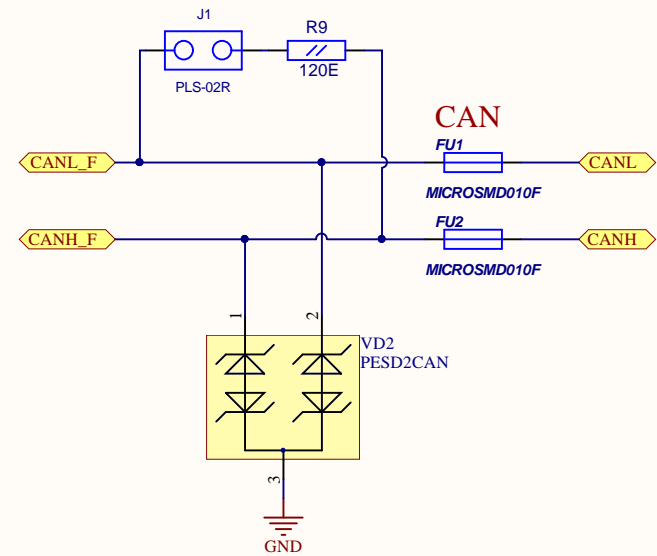 J1
R9
PLS-02R
120E
CAN
FU1
CANL_F
CANL
MICROSMD010F
FU2
CANH_F
CANH
MICROSMD010F
1
2
VD2
PESD2CAN
3
GND